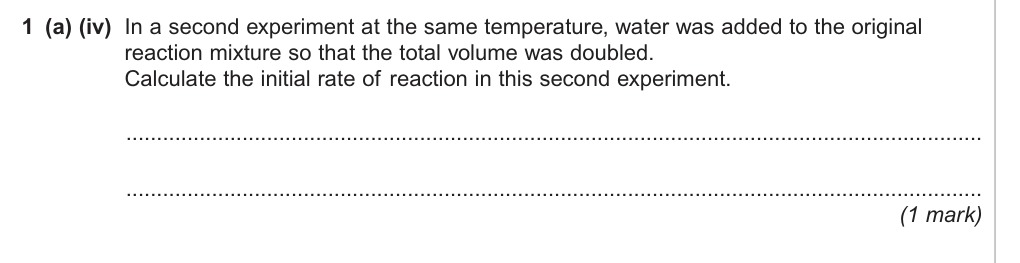 1 (a) (iv) In a second experiment at the same temperature, water was added to the original
reaction mixture so that the total volume was doubled.
Calculate the initial rate of reaction in this second experiment.
(1 mark)